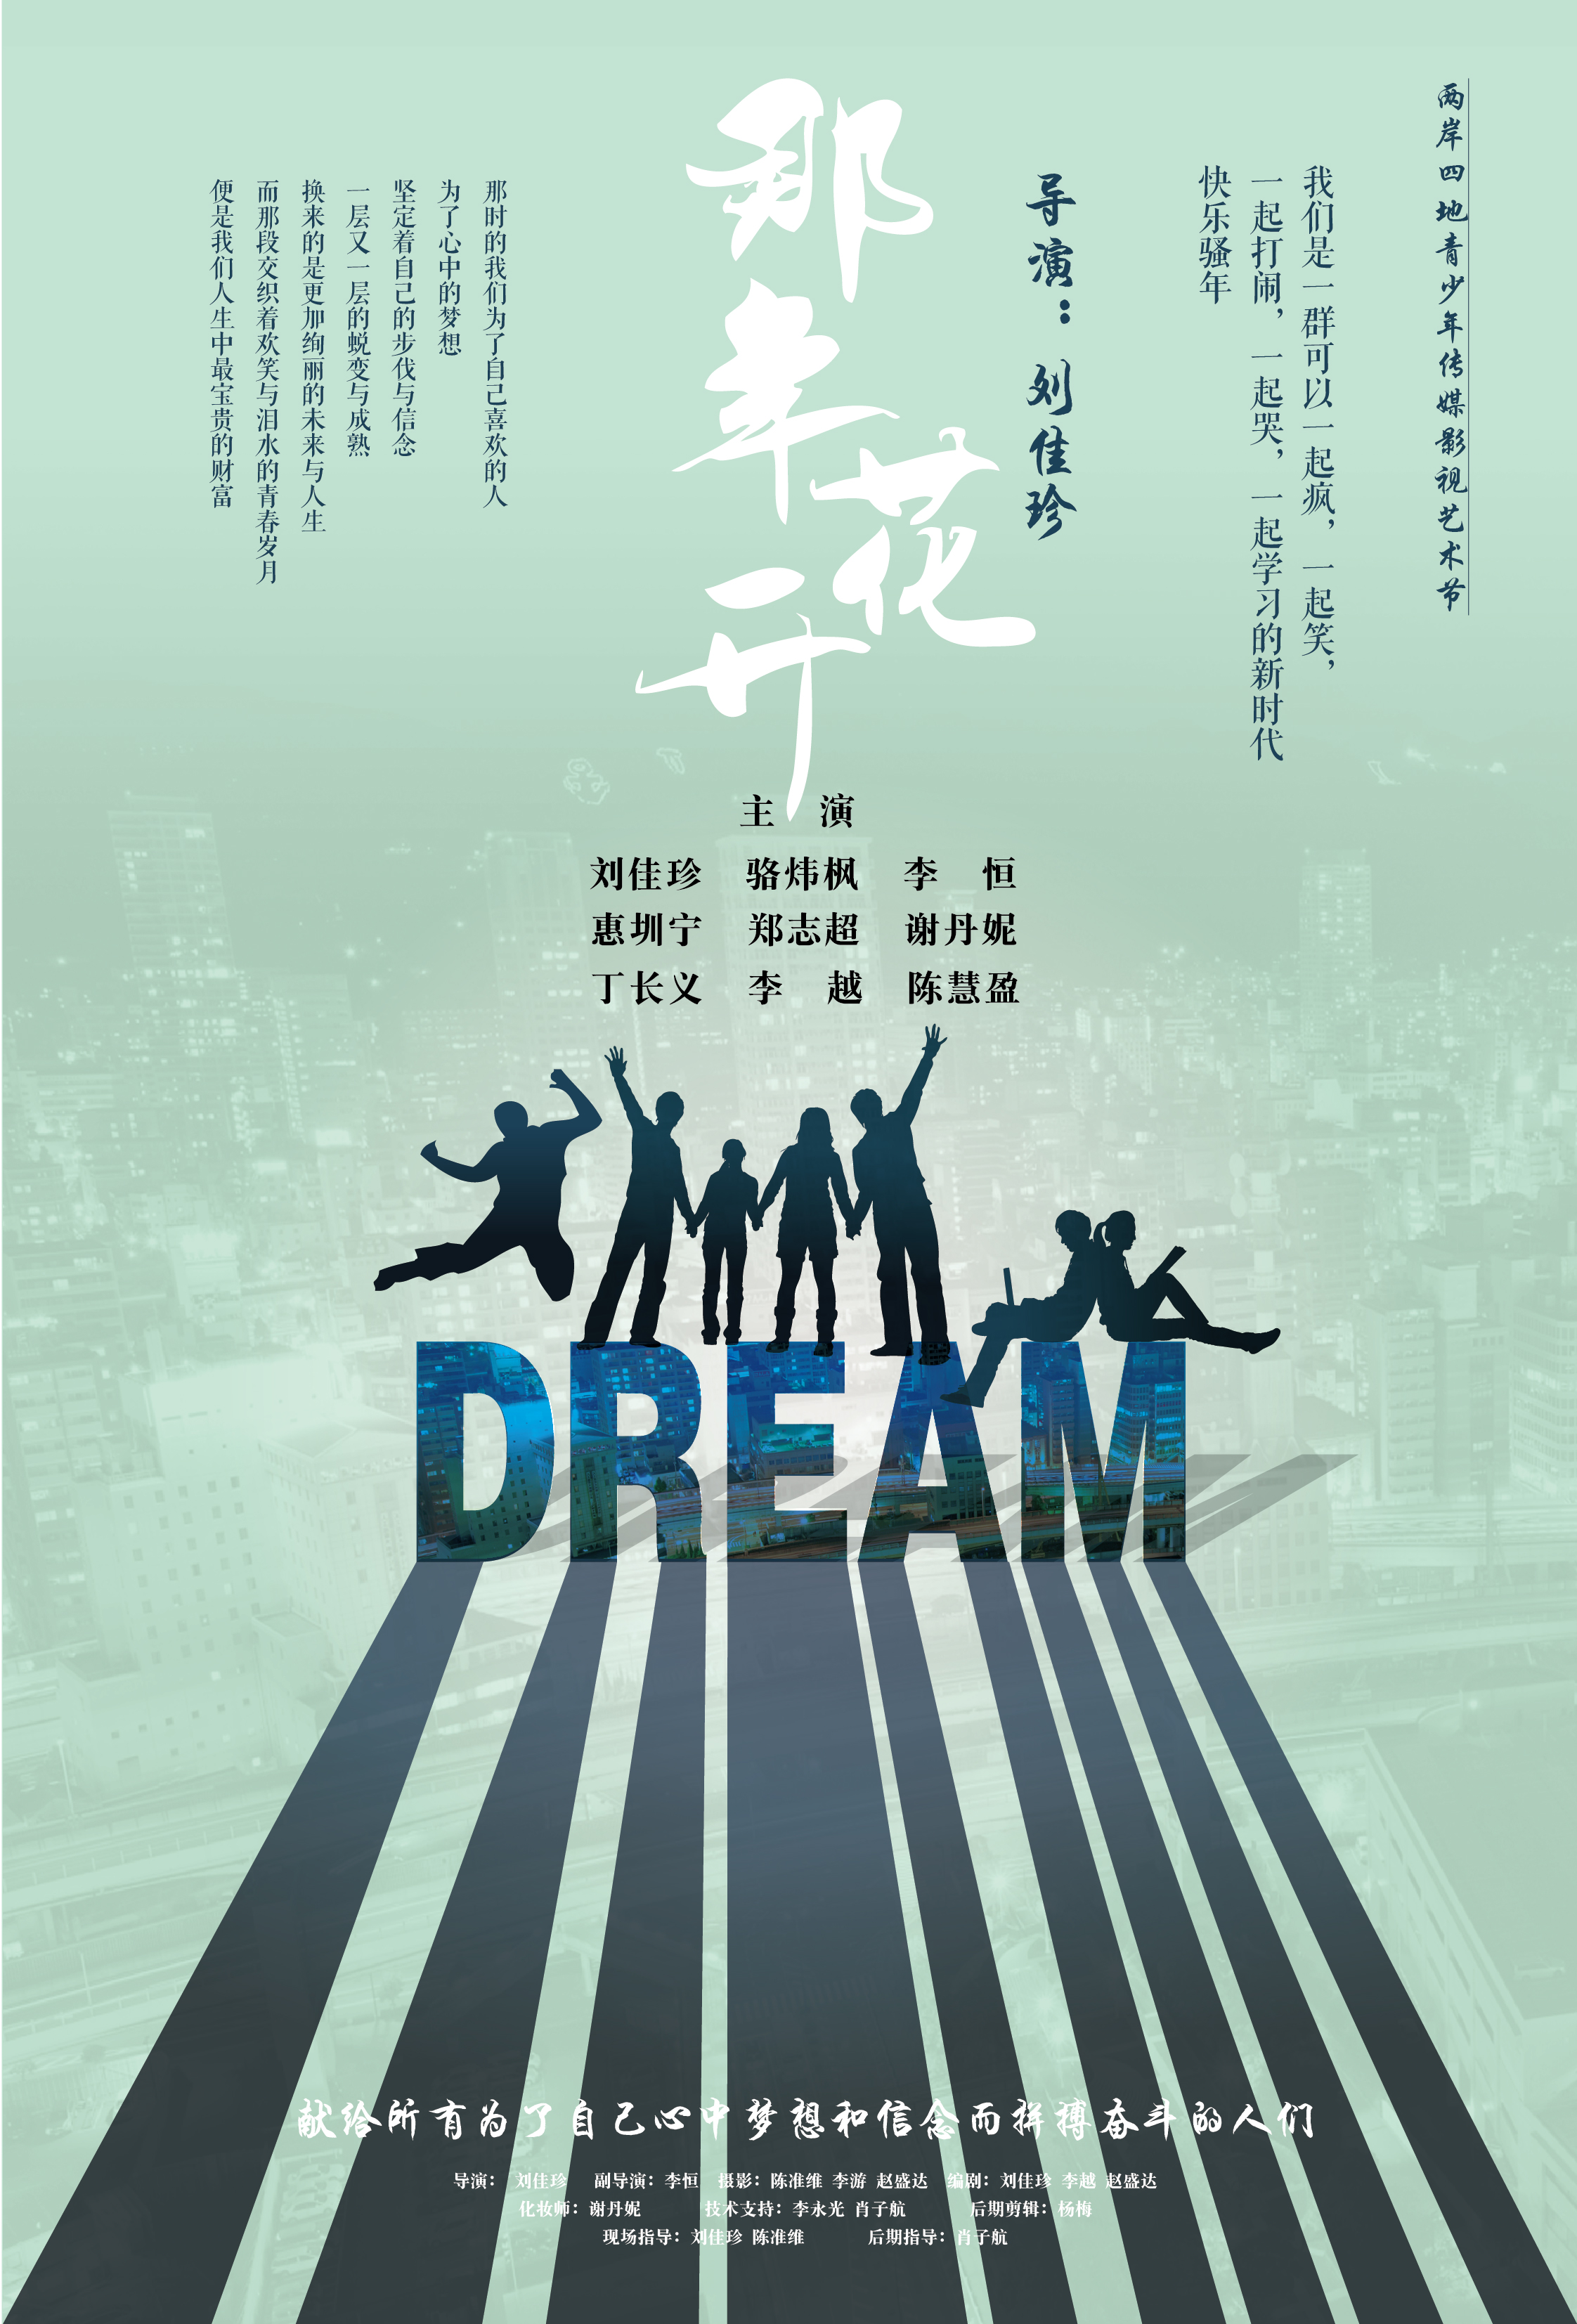 两岸四地青少年传媒影视艺术节
我们是一群可以一起疯，一起笑，
一起打闹，一起哭，一起学习的新时代
快乐骚年
导演：刘佳珍
那年花开
那时的我们为了自己喜欢的人
为了心中的梦想
坚定着自己的步伐与信念
一层又一层的蜕变与成熟
换来的是更加绚丽的未来与人生
而那段交织着欢笑与泪水的青春岁月
便是我们人生中最宝贵的财富
主 演
刘佳珍 骆炜枫 李 恒
惠圳宁 郑志超 谢丹妮
丁长义 李 越 陈慧盈
DREAM
献给所有为了自己心中梦想和信念而拼搏奋斗的人们
导演： 刘佳珍 副导演：李恒 摄影：陈准维 李游 赵盛达 编剧：刘佳珍 李越 赵盛达
化妆师：谢丹妮 技术支持：李永光 肖子航 后期剪辑：杨梅
现场指导：刘佳珍 陈准维 后期指导：肖子航